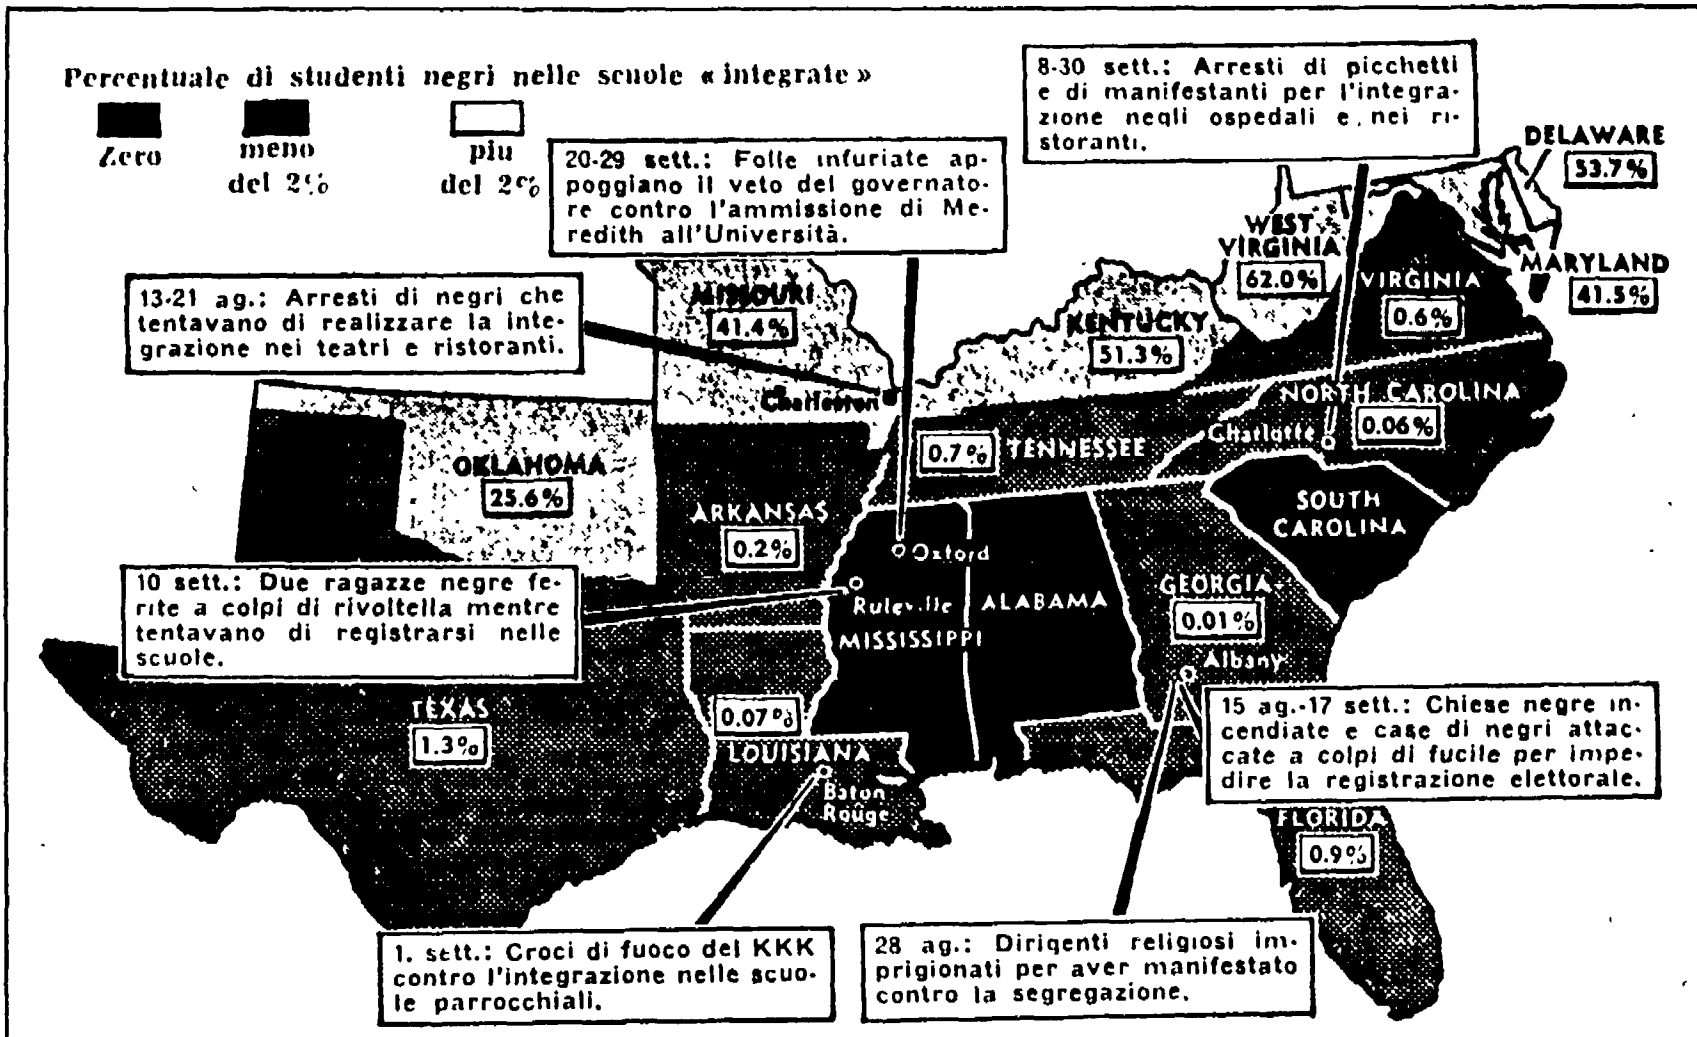 Percentuale di studenti negri nelle scuole « integrate »
Zero
meno
del 2%
piu
del 2%
8-30 sett.: Arresti di picchetti
e di manifestanti per l'integra-
zione negli ospedali e nei ri-
storanti.
20-29 sett.: Folle infuriate ap-
poggiano il veto del governato-
re contro l'ammissione di Me-
redith all'Università.
13-21 ag.: Arresti di negri che
tentavano di realizzare la inte-
grazione nei teatri e ristoranti.
DELAWARE
53.7%
WEST
VIRGINIA
62.0%
VIRGINIA
0.6%
MARYLAND
41.5%
MISSOURI
41.4%
KENTUCKY
51.3%
Charleston
NORTH CAROLINA
0.06%
Charlotte
0.7%
TENNESSEE
OKLAHOMA
25.6%
ARKANSAS
0.2%
SOUTH
CAROLINA
Oxford
10 sett.: Due ragazze negre fe-
rite a colpi di rivoltella mentre
tentavano di registrarsi nelle
scuole.
Ruleville
MISSISSIPPI
ALABAMA
GEORGIA
0.01%
Albany
TEXAS
1.3%
0.07%
LOUISIANA
Baton
Rouge
15 ag.-17 sett.: Chiese negre in-
cendiate e case di negri attac-
cate a colpi di fucile per impe-
dire la registrazione elettorale.
FLORIDA
0.9%
1. sett.: Croci di fuoco del KKK
contro l'integrazione nelle scuo-
le parrocchiali.
28 ag.: Dirigenti religiosi im-
prigionati per aver manifestato
contro la segregazione.